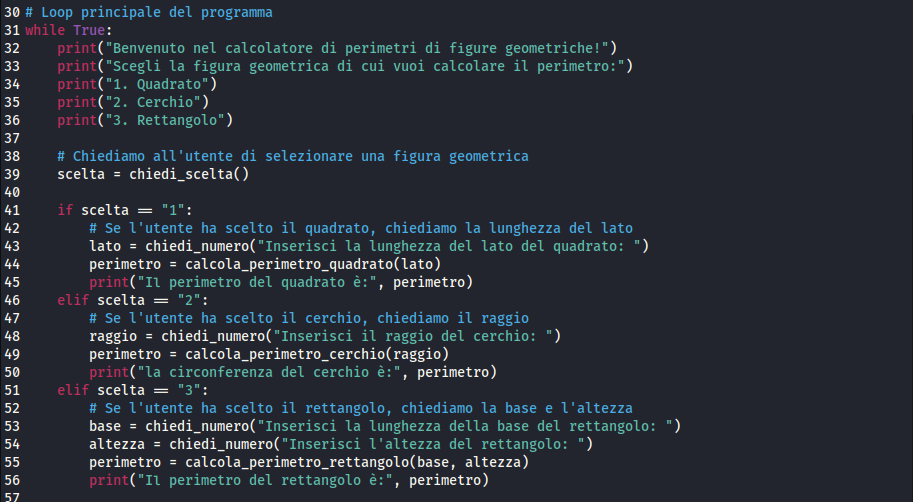 30 # Loop principale del programma
31 while True:
32     print("Benvenuto nel calcolatore di perimetri di figure geometriche!")
33     print("Scegli la figura geometrica di cui vuoi calcolare il perimetro:")
34     print("1. Quadrato")
35     print("2. Cerchio")
36     print("3. Rettangolo")
37
38     # Chiediamo all'utente di selezionare una figura geometrica
39     scelta = chiedi_scelta()
40
41     if scelta == "1":
42         # Se l'utente ha scelto il quadrato, chiediamo la lunghezza del lato
43         lato = chiedi_numero("Inserisci la lunghezza del lato del quadrato: ")
44         perimetro = calcola_perimetro_quadrato(lato)
45         print("Il perimetro del quadrato è:", perimetro)
46     elif scelta == "2":
47         # Se l'utente ha scelto il cerchio, chiediamo il raggio
48         raggio = chiedi_numero("Inserisci il raggio del cerchio: ")
49         perimetro = calcola_perimetro_cerchio(raggio)
50         print("la circonferenza del cerchio è:", perimetro)
51     elif scelta == "3":
52         # Se l'utente ha scelto il rettangolo, chiediamo la base e l'altezza
53         base = chiedi_numero("Inserisci la lunghezza della base del rettangolo: ")
54         altezza = chiedi_numero("Inserisci l'altezza del rettangolo: ")
55         perimetro = calcola_perimetro_rettangolo(base, altezza)
56         print("Il perimetro del rettangolo è:", perimetro)
57